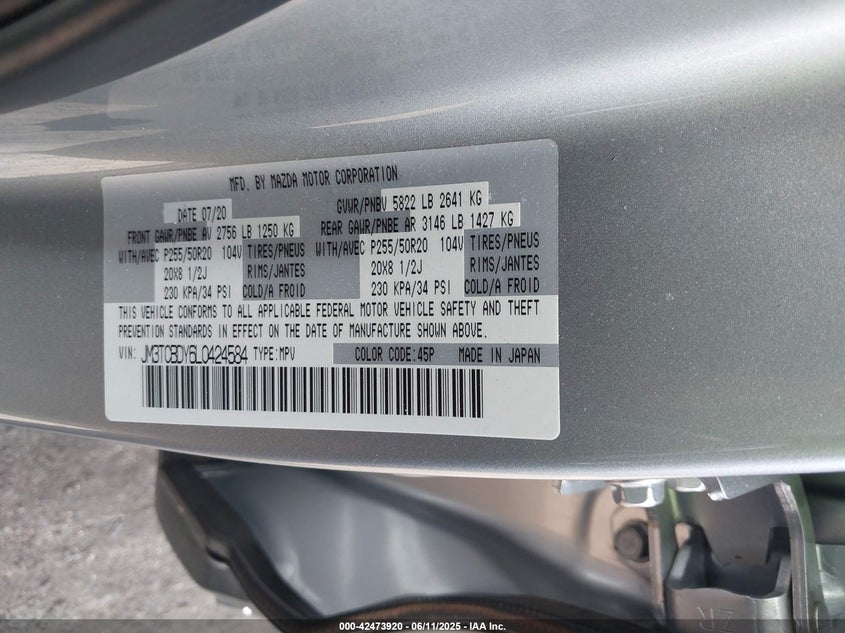 MFD. BY MAZDA MOTOR CORPORATION
DATE 07/20 GVWR/PNBV 5822 LB 2641 KG
FRONT GAWR/PNBE AV 2756 LB 1250 KG REAR GAWR/PNBE AR 3146 LB 1427 KG
WITH/AVEC P255/50R20 104V TIRES/PNEUS WITH/AVEC P255/50R20 104V TIRES/PNEUS
20X8 1/2J RIMS/JANTES 20X8 1/2J RIMS/JANTES
230 KPA/34 PSI COLD/A FROID 230 KPA/34 PSI COLD/A FROID
THIS VEHICLE CONFORMS TO ALL APPLICABLE FEDERAL MOTOR VEHICLE SAFETY AND THEFT
PREVENTION STANDARDS IN EFFECT ON THE DATE OF MANUFACTURE SHOWN ABOVE.
VIN: JM3TCBDY6L0424584 TYPE:MPV COLOR CODE:45P MADE IN JAPAN
ZR
000-42473920 - 06/11/2025 - IAA Inc.